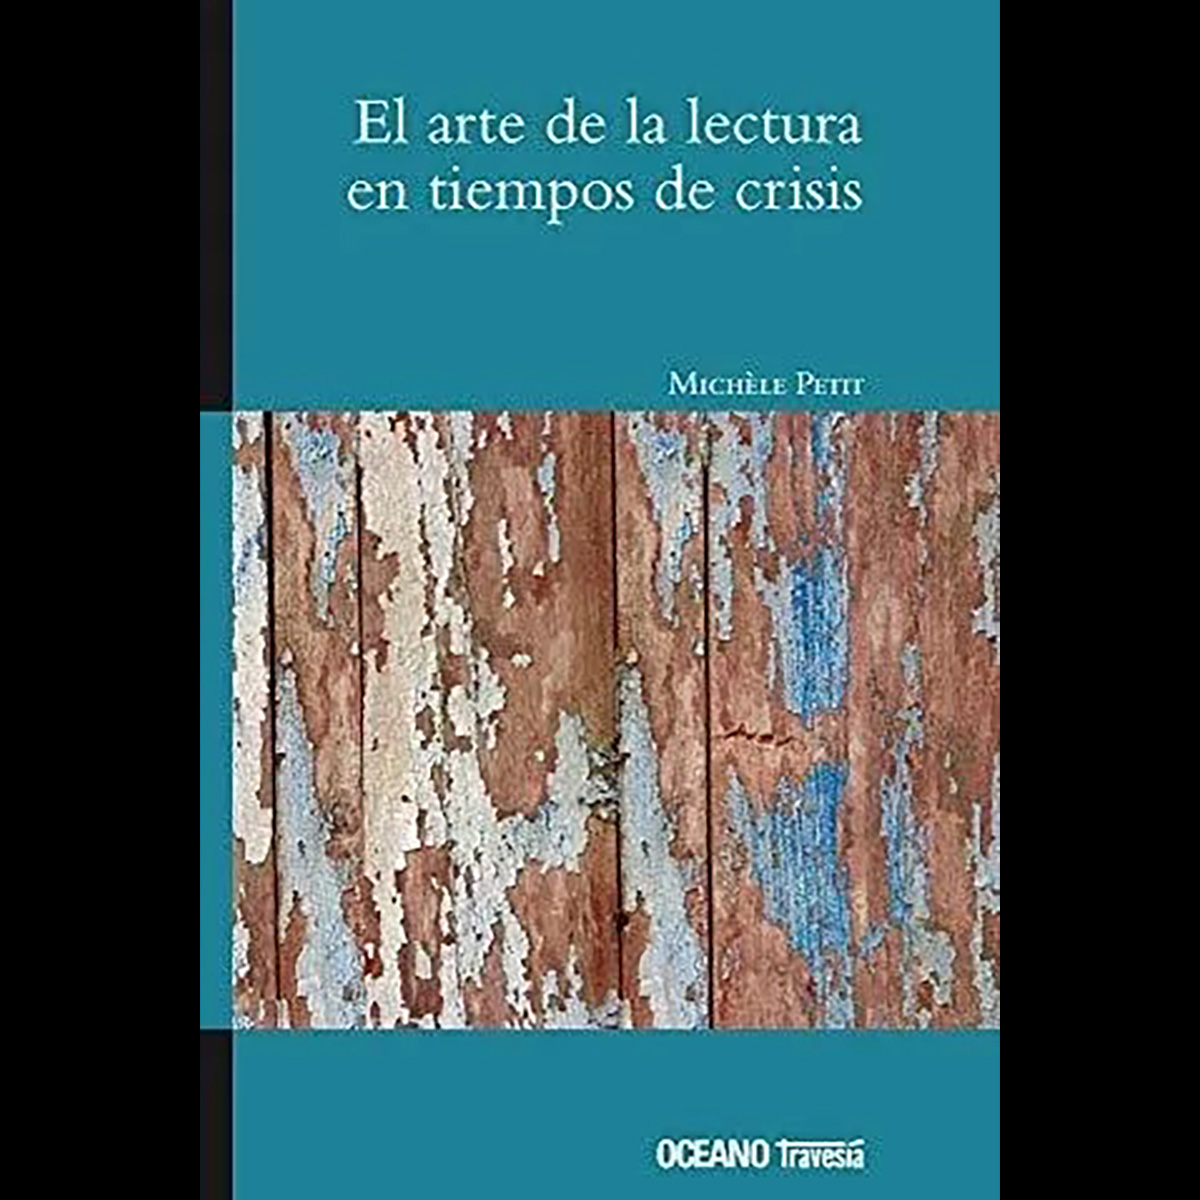 El arte de la lectura
en tiempos de crisis
Michèle Petit
OCEANO Travesía